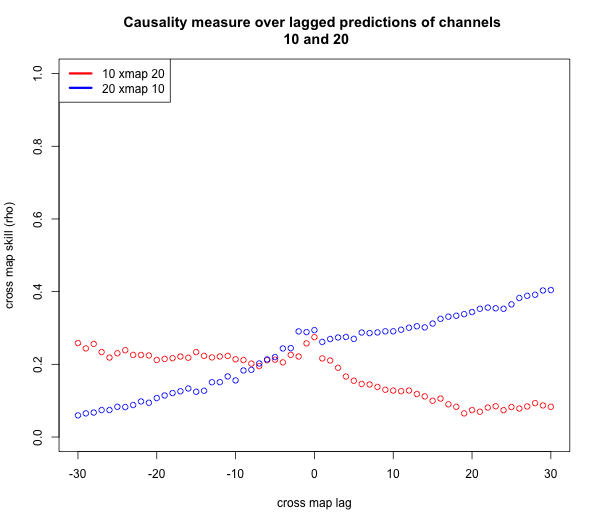 Causality measure over lagged predictions of channels
10 and 20
10 xmap 20
20 xmap 10
cross map skill (rho)
1.0
0.8
0.6
0.4
0.2
0.0
-30 -20 -10 0 10 20 30
cross map lag